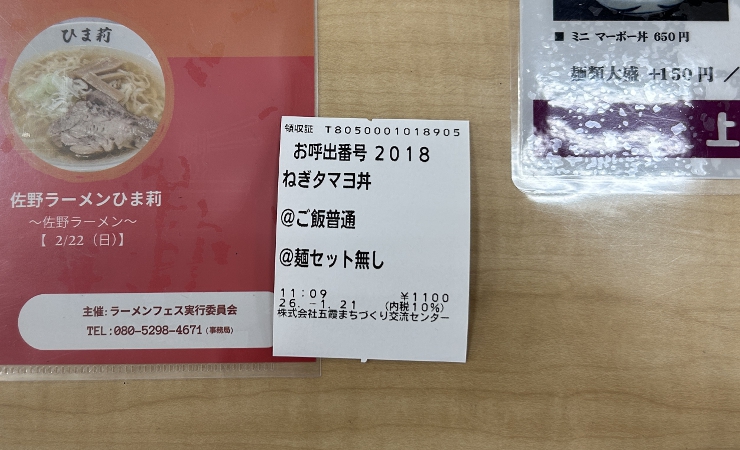 ひま莉
佐野ラーメンひま莉
〜佐野ラーメン〜
【 2/22（日）】
主催: ラーメンフェス実行委員会
TEL : 080-5298-4671 (事務局)
領収証 T8050001018905
お呼出番号 2018
ねぎタマヨ丼
@ご飯普通
@麺セット無し
11:09 ¥1100
26.-1.21 (内税10%)
株式会社五霞まちづくり交流センター
■ ミニ マーボー丼 650円
麺類大盛 +150円 /
上